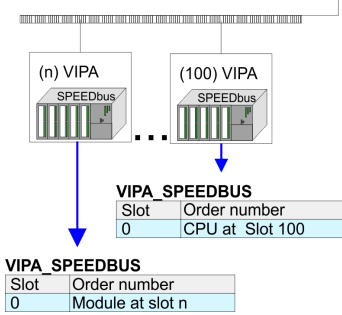 (n) VIPA
(100) VIPA
SPEEDbus
SPEEDbus
VIPA_SPEEDBUS
Slot Order number
0 CPU at Slot 100
VIPA_SPEEDBUS
Slot Order number
0 Module at slot n